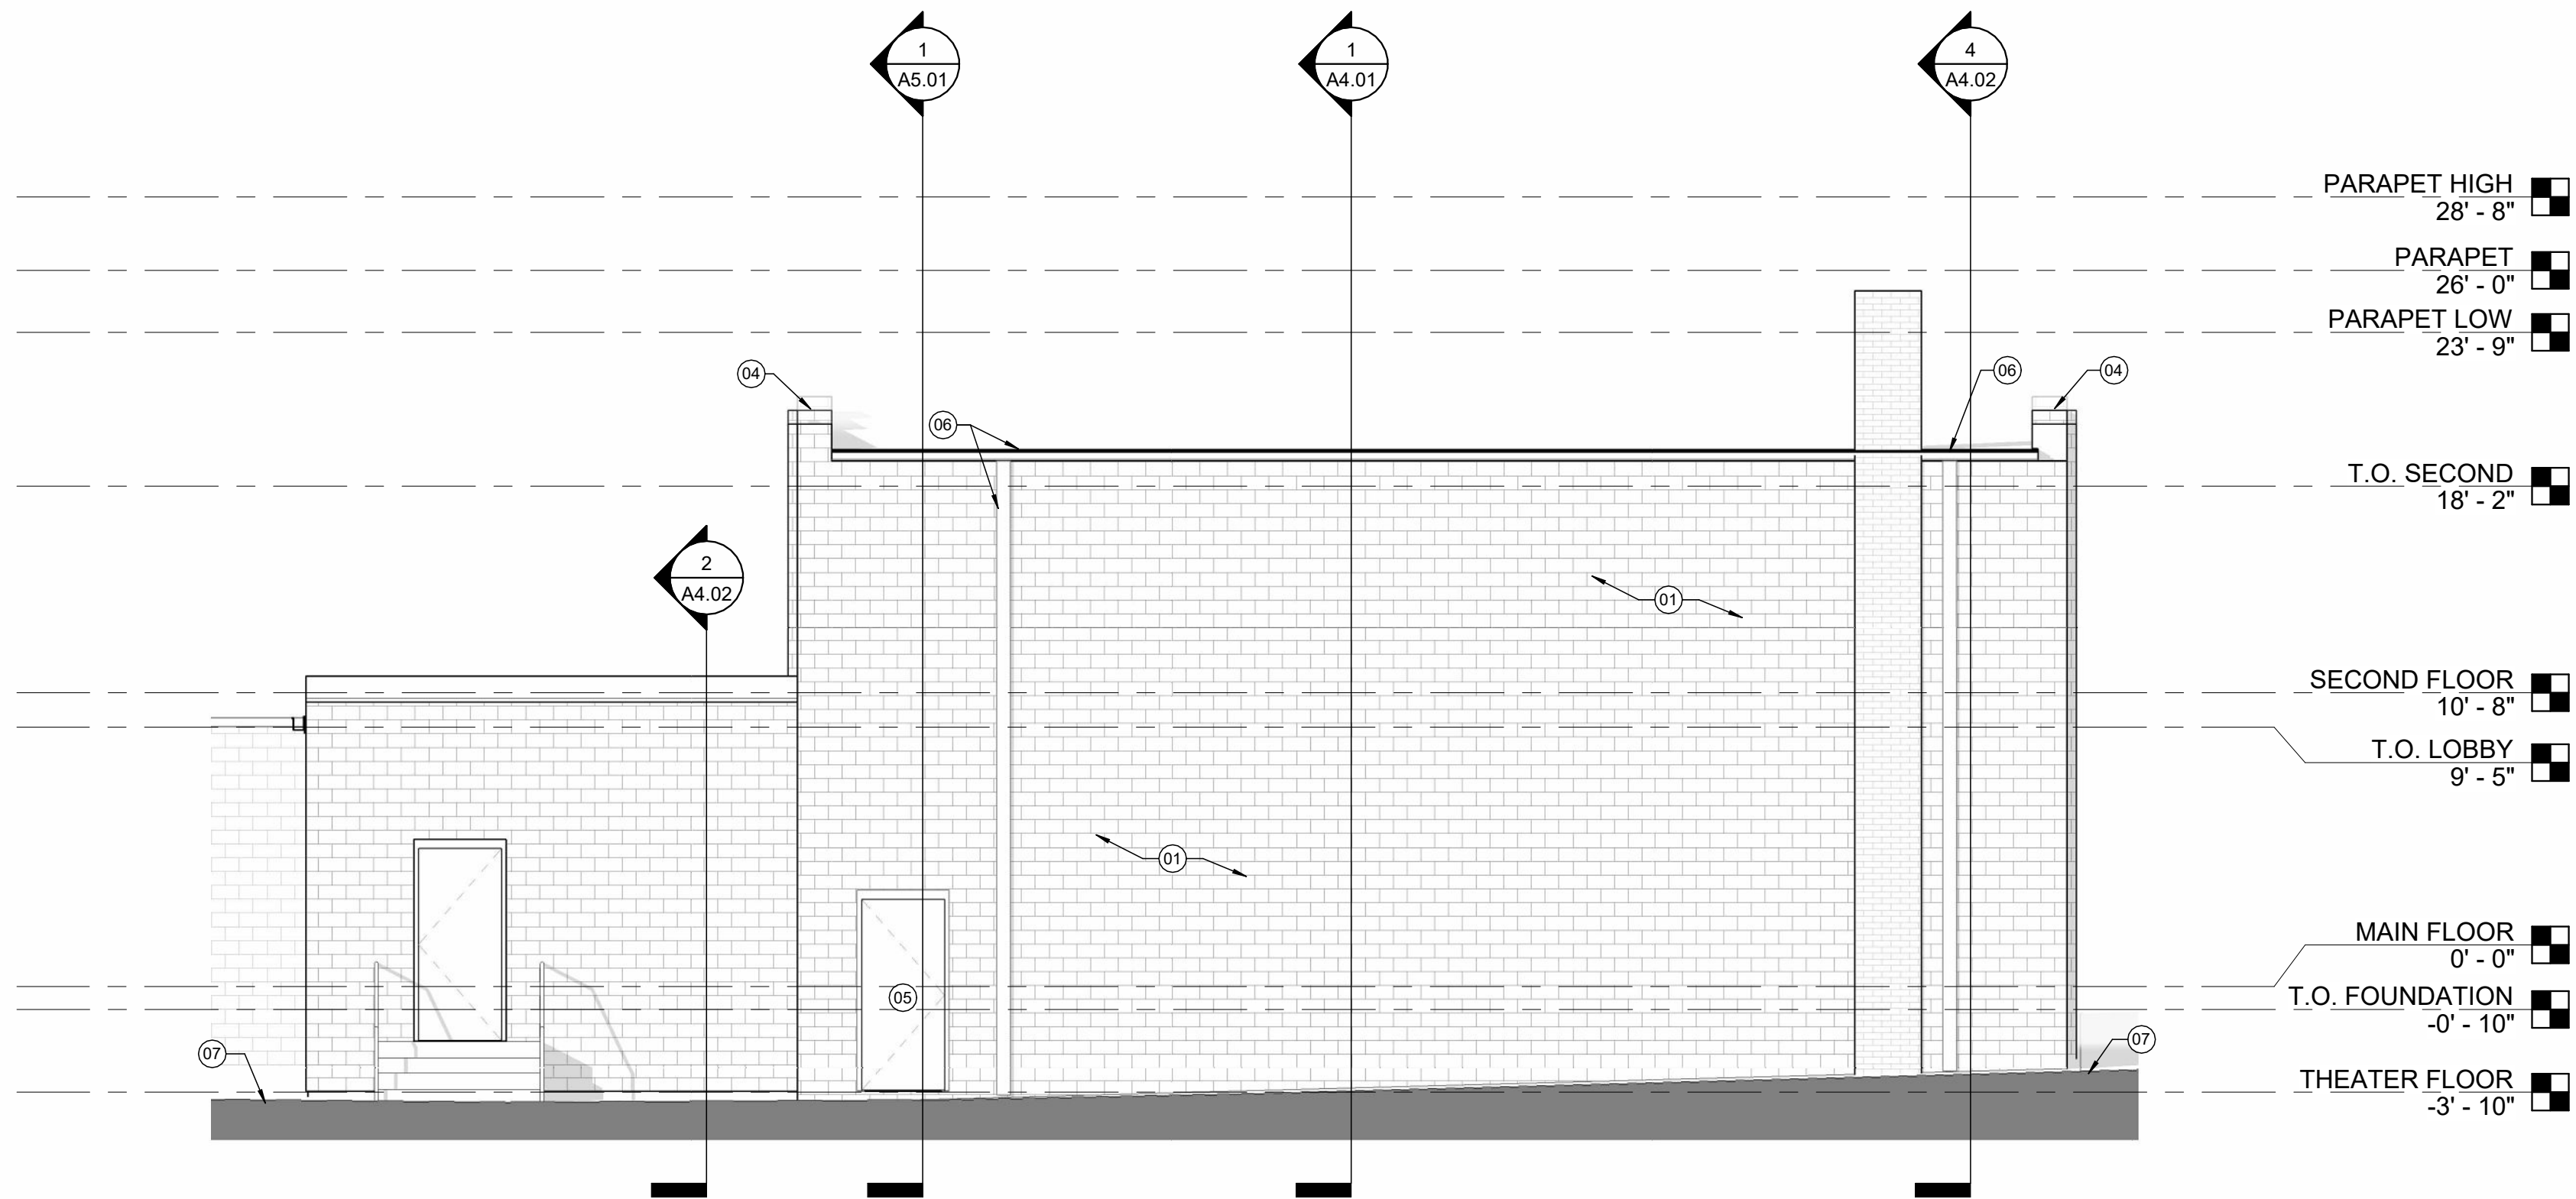 1
A5.01
1
A4.01
4
A4.02
PARAPET HIGH
28' - 8"
PARAPET
26' - 0"
PARAPET LOW
23' - 9"
04
06
04
06
T.O. SECOND
18' - 2"
2
A4.02
01
SECOND FLOOR
10' - 8"
T.O. LOBBY
9' - 5"
01
MAIN FLOOR
0' - 0"
05
T.O. FOUNDATION
-0' - 10"
07
07
THEATER FLOOR
-3' - 10"